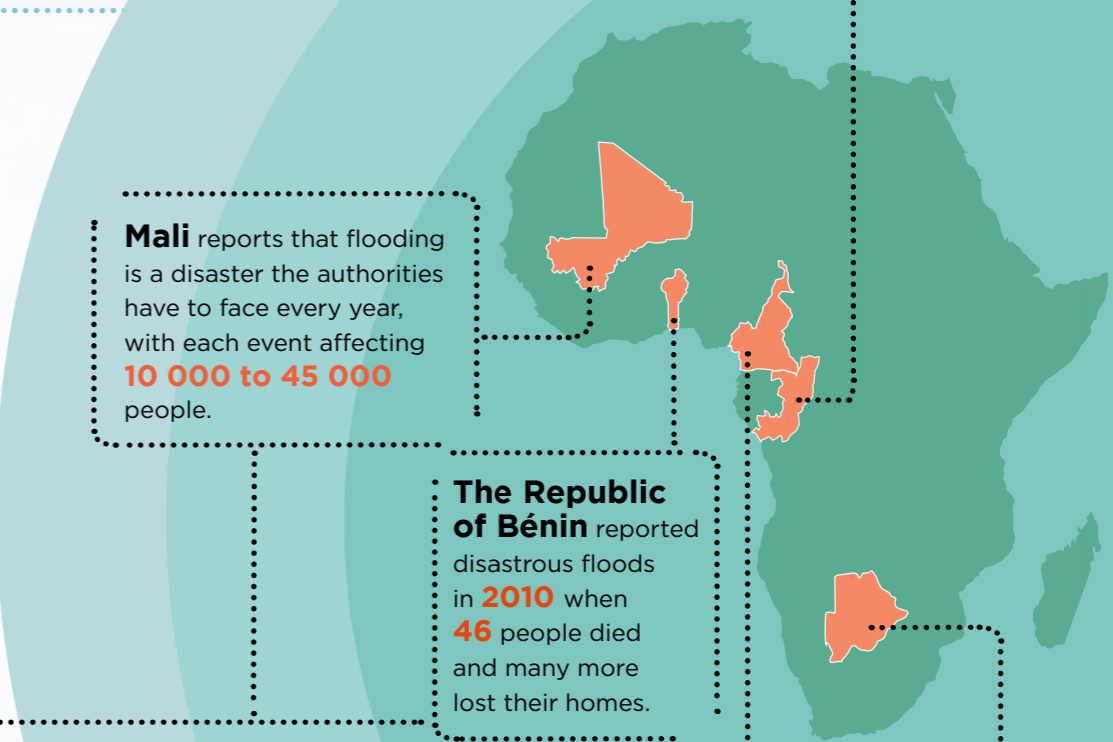 Mali reports that flooding
is a disaster the authorities
have to face every year,
with each event affecting
10 000 to 45 000
people.
The Republic
of Bénin reported
disastrous floods
in 2010 when
46 people died
and many more
lost their homes.